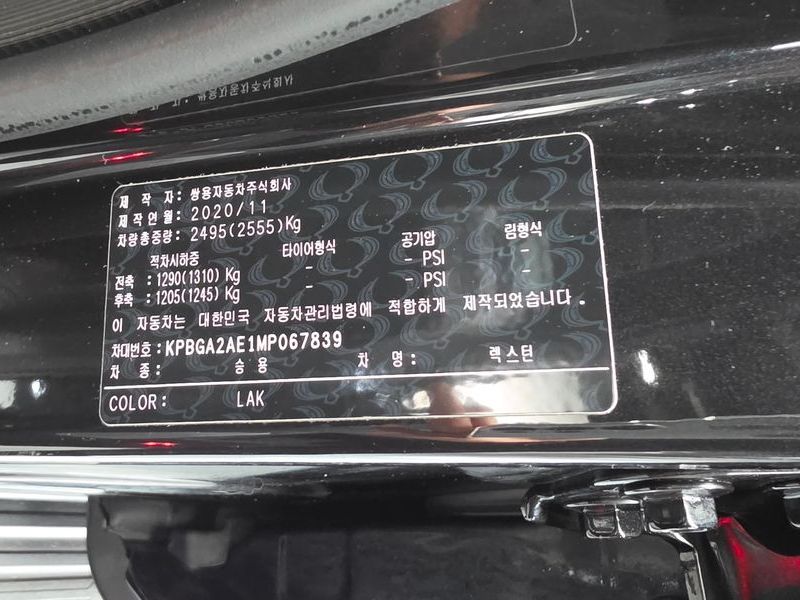 제 작 자 : 쌍용자동차주식회사
제작연월: 2020/11
차량총중량: 2495(2555)Kg
적차시하중 타이어형식 공기압 림형식
전축 : 1290(1310) Kg - - PSI -
후축 : 1205(1245) Kg - - PSI -
이 자동차는 대한민국 자동차관리법령에 적합하게 제작되었습니다.
차대번호: KPBGA2AE1MP067839
차 종: 승 용 차 명: 렉스턴
COLOR: LAK